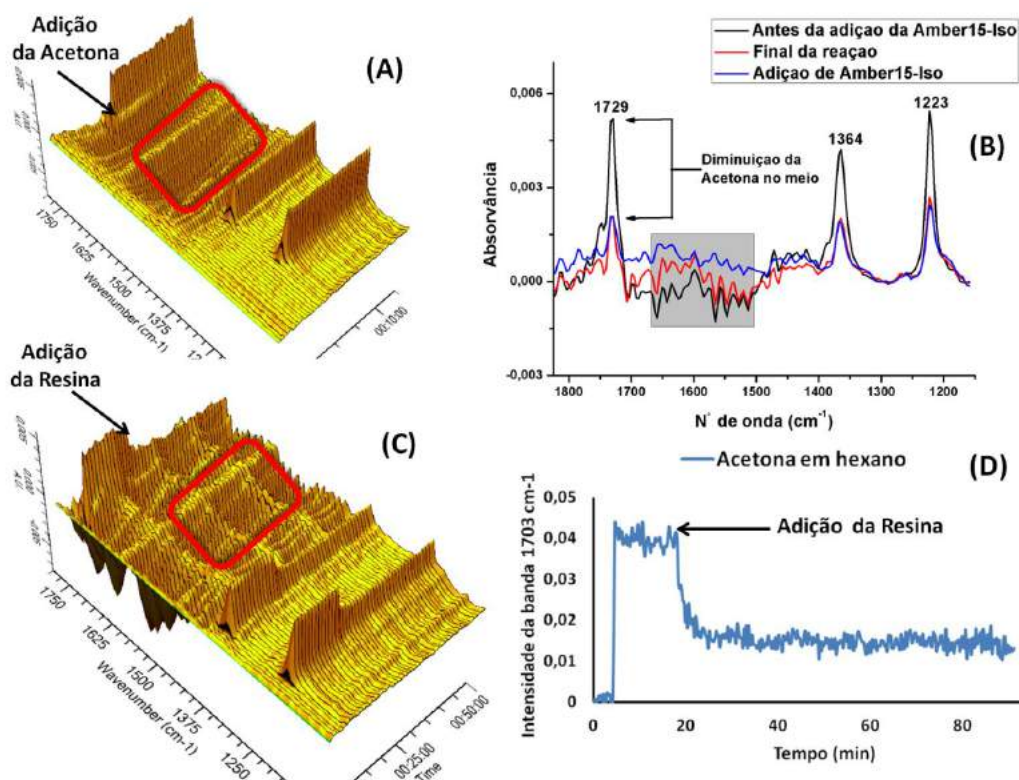 Adição
da Acetona
(A)
1750
1625
1500
1375
Wavenumber (cm-1)
00:10:00
Antes da adiçao da Amber15-Iso
Final da reaçao
Adiçao de Amber15-Iso
(B)
0,006
0,003
0,000
-0,003
Absorvância
1729
1364
1223
Diminuiçao da
Acetona no meio
1800
1700
1600
1500
1400
1300
1200
N° de onda (cm-1)
Adição
da Resina
(C)
1750
1625
1500
1375
1250
Wavenumber (cm-1)
00:25:00
00:50:00
Time
Acetona em hexano
(D)
Adição da Resina
0,05
0,04
0,03
0,02
0,01
0
Intensidade da banda 1703 cm-1
0
20
40
60
80
Tempo (min)